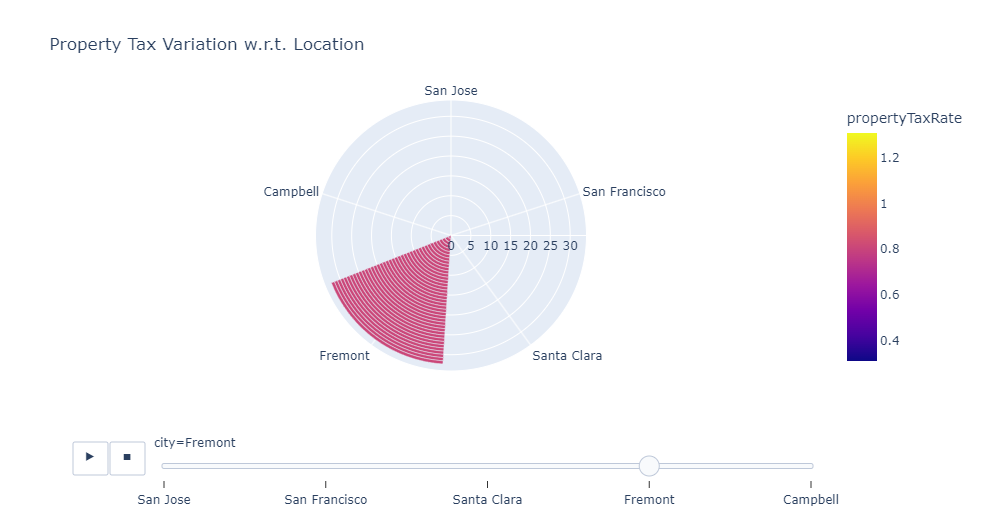 Property Tax Variation w.r.t. Location
San Jose
propertyTaxRate
1.2
Campbell
San Francisco
1
0 5 10 15 20 25 30
0.8
0.6
0.4
Fremont
Santa Clara
city=Fremont
San Jose San Francisco Santa Clara Fremont Campbell